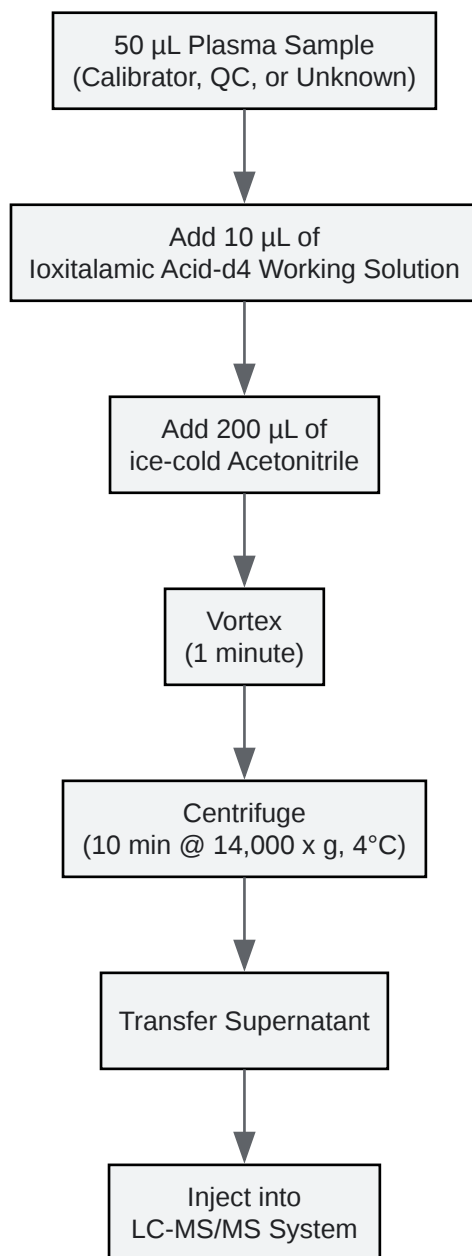 50 µL Plasma Sample
(Calibrator, QC, or Unknown)
Add 10 µL of
Ioxitalamic Acid-d4 Working Solution
Add 200 µL of
ice-cold Acetonitrile
Vortex
(1 minute)
Centrifuge
(10 min @ 14,000 x g, 4°C)
Transfer Supernatant
Inject into
LC-MS/MS System